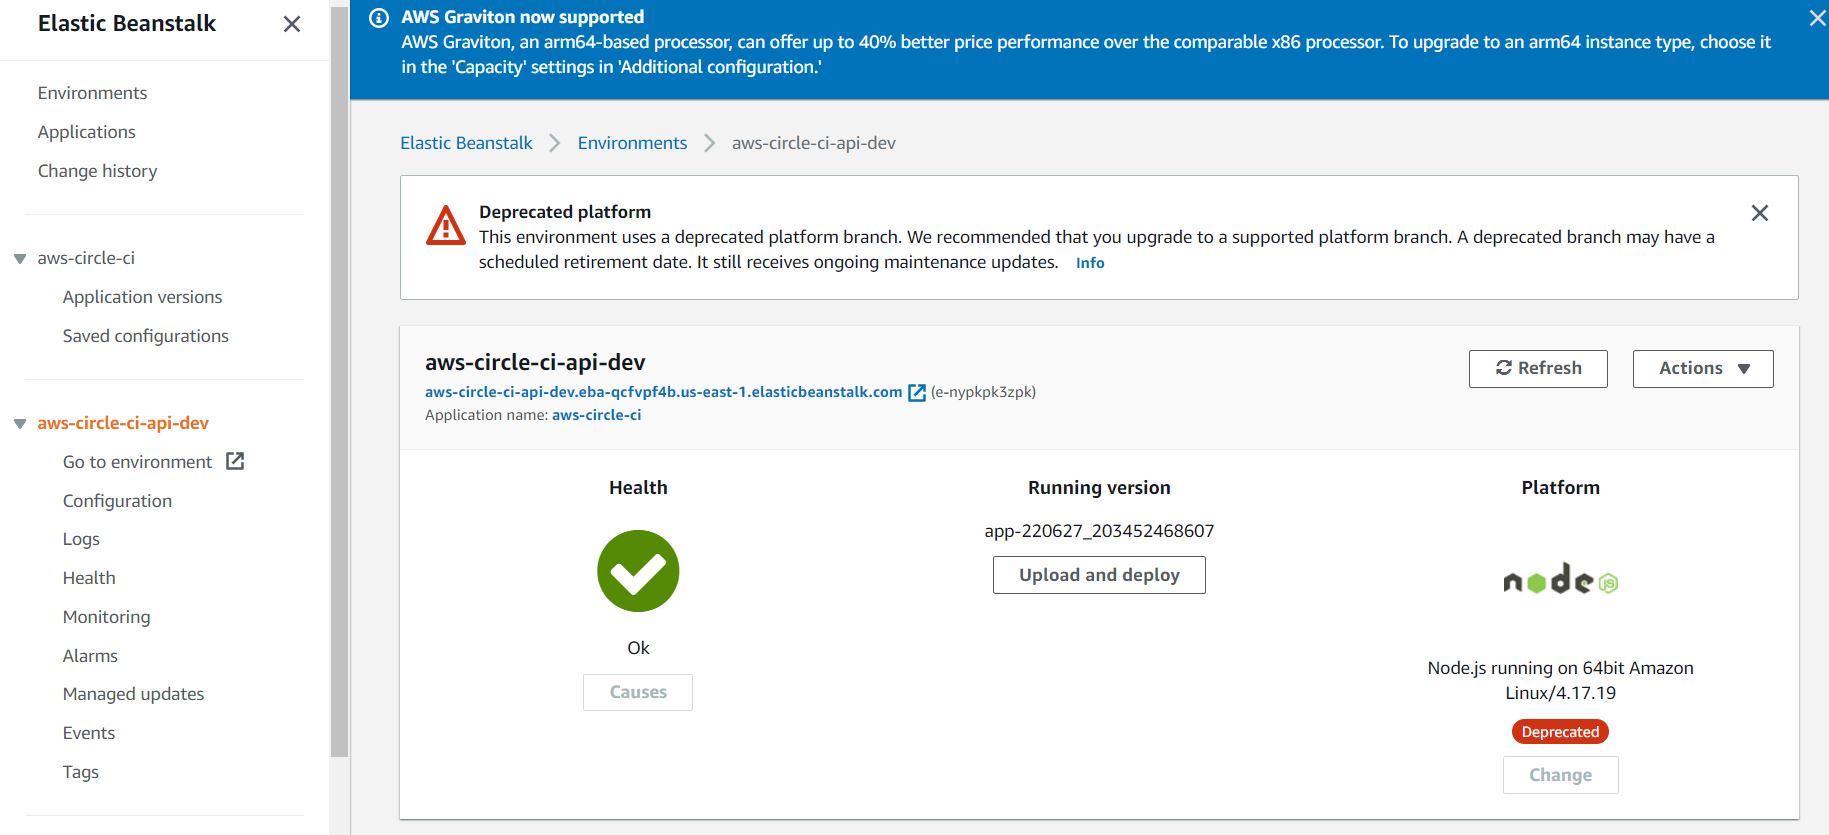 Elastic Beanstalk
Environments
Applications
Change history
aws-circle-ci
Application versions
Saved configurations
aws-circle-ci-api-dev
Go to environment
Configuration
Logs
Health
Monitoring
Alarms
Managed updates
Events
Tags
AWS Graviton now supported
AWS Graviton, an arm64-based processor, can offer up to 40% better price performance over the comparable x86 processor. To upgrade to an arm64 instance type, choose it
in the 'Capacity' settings in 'Additional configuration.'
Elastic Beanstalk Environments aws-circle-ci-api-dev
Deprecated platform
This environment uses a deprecated platform branch. We recommended that you upgrade to a supported platform branch. A deprecated branch may have a
scheduled retirement date. It still receives ongoing maintenance updates. Info
aws-circle-ci-api-dev
Refresh
Actions
aws-circle-ci-api-dev.eba-qcfvpf4b.us-east-1.elasticbeanstalk.com (e-nypkpk3zpk)
Application name: aws-circle-ci
Health
Ok
Causes
Running version
app-220627_203452468607
Upload and deploy
Platform
node JS
Node.js running on 64bit Amazon
Linux/4.17.19
Deprecated
Change